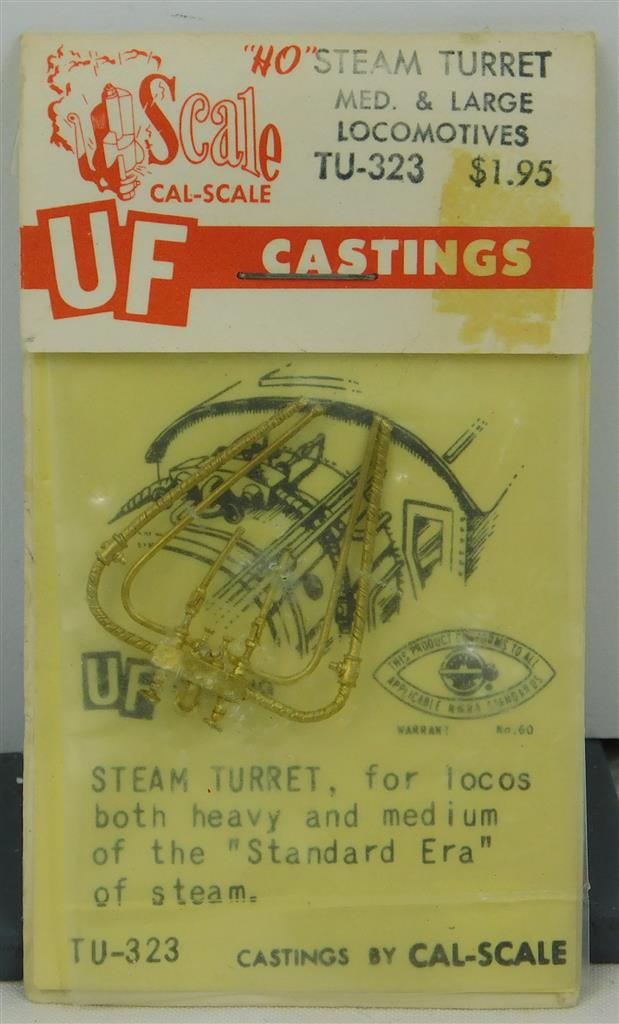 "HO" STEAM TURRET
MED. & LARGE
LOCOMOTIVES
TU-323 $1.95
Scale
CAL-SCALE
UF CASTINGS
UF
THIS PRODUCT CONFORMS TO ALL
APPLICABLE NMRA STANDARDS
WARRANT No.60
STEAM TURRET, for locos
both heavy and medium
of the "Standard Era"
of steam.
TU-323 CASTINGS BY CAL-SCALE